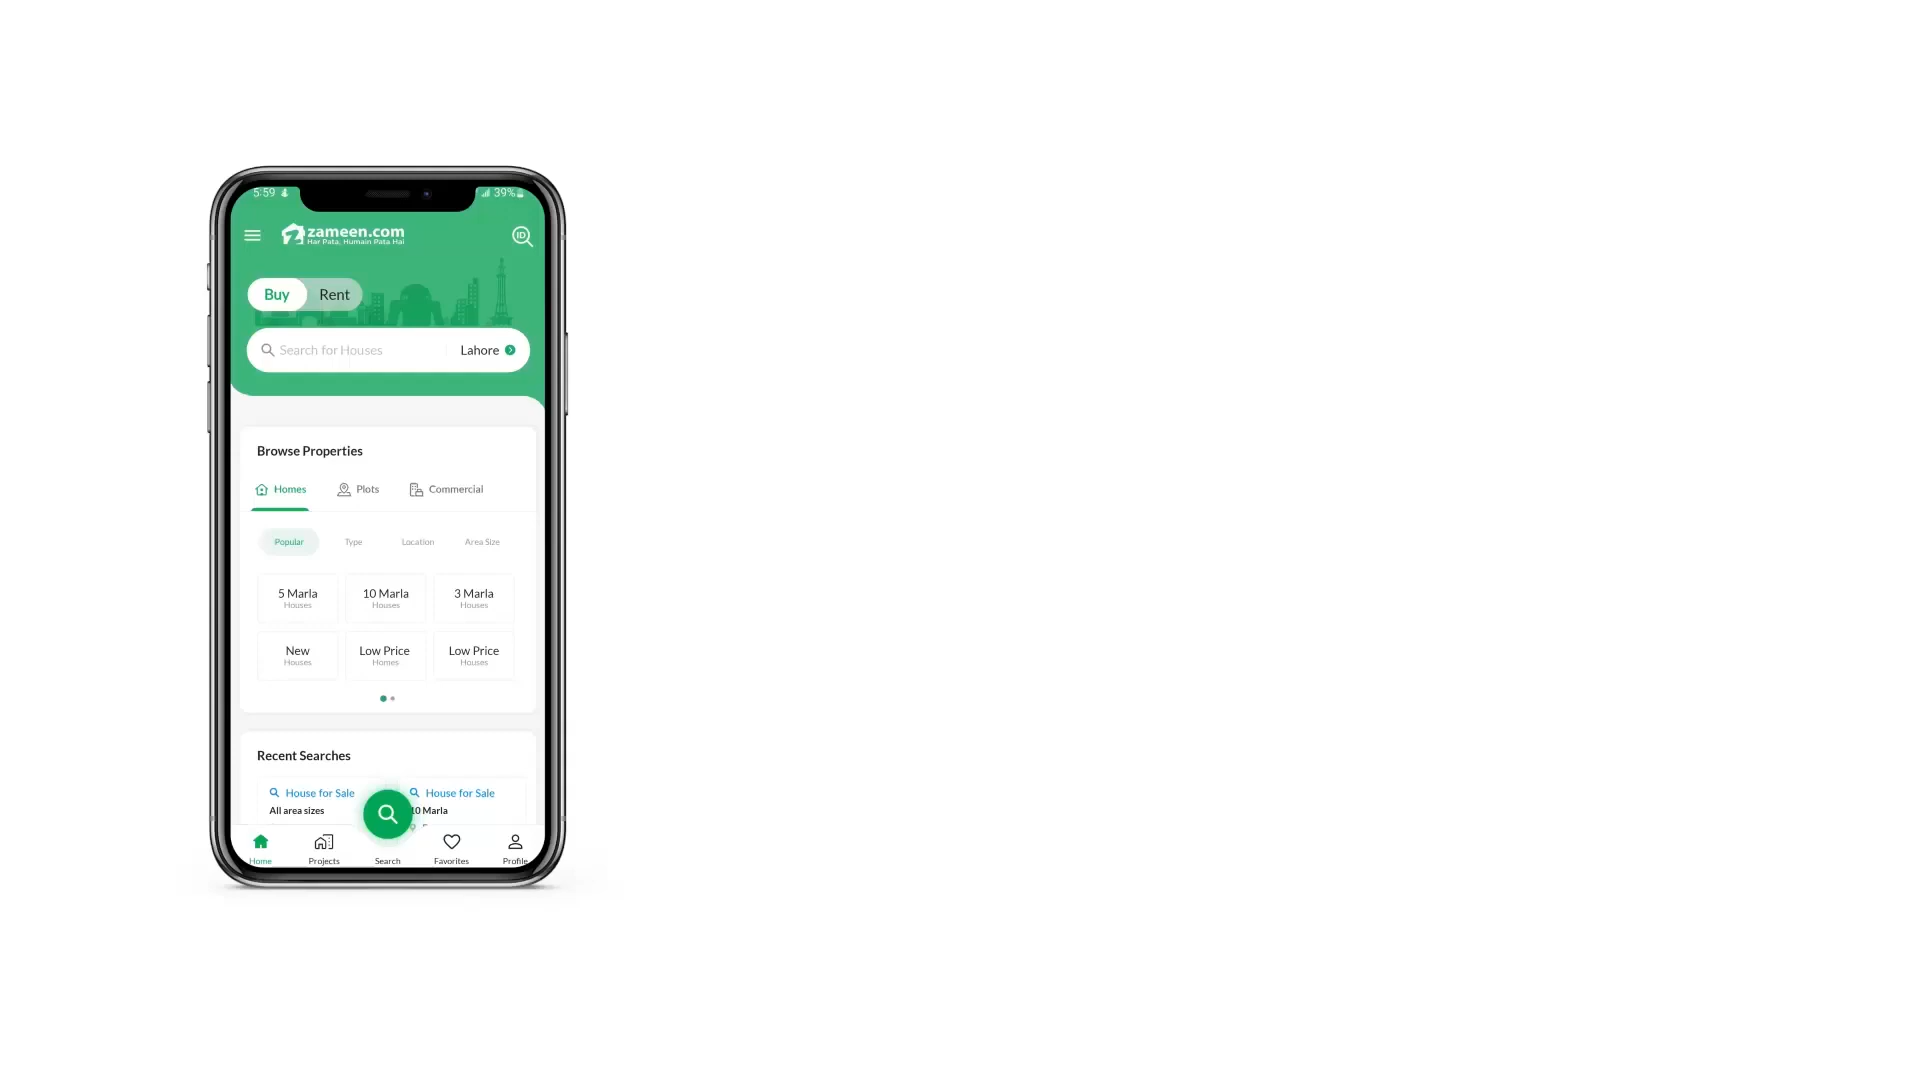 5:59 39%
zameen.com
Har Pata, Humain Pata Hai
ID
Buy Rent
Search for Houses Lahore
Browse Properties
Homes Plots Commercial
Popular Type Location Area Size
5 Marla 10 Marla 3 Marla
Houses Houses Houses
New Low Price Low Price
Houses Homes Houses
Recent Searches
House for Sale House for Sale
All area sizes 10 Marla
Home Projects Search Favorites Profile